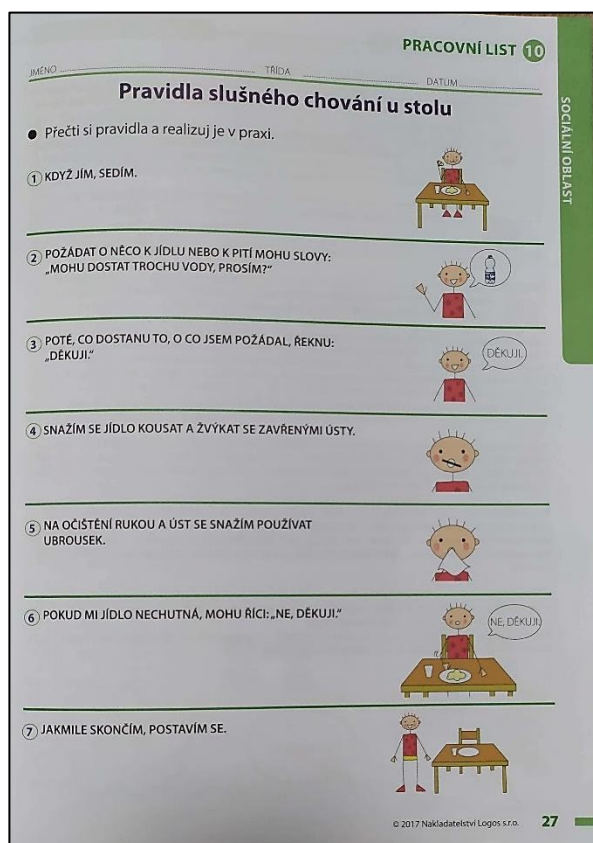 PRACOVNÍ LIST 10
JMÉNO TŘÍDA DATUM
SOCIÁLNÍ OBLAST
Pravidla slušného chování u stolu
● Přečti si pravidla a realizuj je v praxi.
1 KDYŽ JÍM, SEDÍM.
2 POŽÁDAT O NĚCO K JÍDLU NEBO K PITÍ MOHU SLOVY:
„MOHU DOSTAT TROCHU VODY, PROSÍM?“
3 POTÉ, CO DOSTANU TO, O CO JSEM POŽÁDAL, ŘEKNU:
„DĚKUJI.“
DĚKUJI.
4 SNAŽÍM SE JÍDLO KOUSAT A ŽVÝKAT SE ZAVŘENÝMI ÚSTY.
5 NA OČIŠTĚNÍ RUKOU A ÚST SE SNAŽÍM POUŽÍVAT
UBROUSEK.
6 POKUD MI JÍDLO NECHUTNÁ, MOHU ŘÍCI: „NE, DĚKUJI.“
NE, DĚKUJI.
7 JAKMILE SKONČÍM, POSTAVÍM SE.
© 2017 Nakladatelství Logos s.r.o. 27